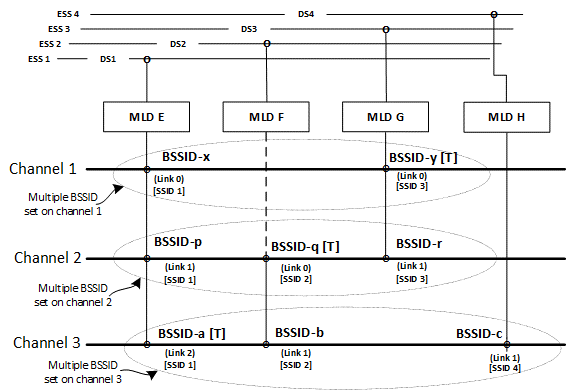 ESS 4 DS4
ESS 3 DS3
ESS 2 DS2
ESS 1 DS1
MLD E MLD F MLD G MLD H
Channel 1
BSSID-x
(Link 0)
[SSID 1]
BSSID-y [T]
(Link 0)
[SSID 3]
Multiple BSSID
set on channel 1
Channel 2
BSSID-p
(Link 1)
[SSID 1]
BSSID-q [T]
(Link 0)
[SSID 2]
BSSID-r
(Link 1)
[SSID 3]
Multiple BSSID
set on channel 2
Channel 3
BSSID-a [T]
(Link 2)
[SSID 1]
BSSID-b
(Link 1)
[SSID 2]
BSSID-c
(Link 1)
[SSID 4]
Multiple BSSID
set on channel 3